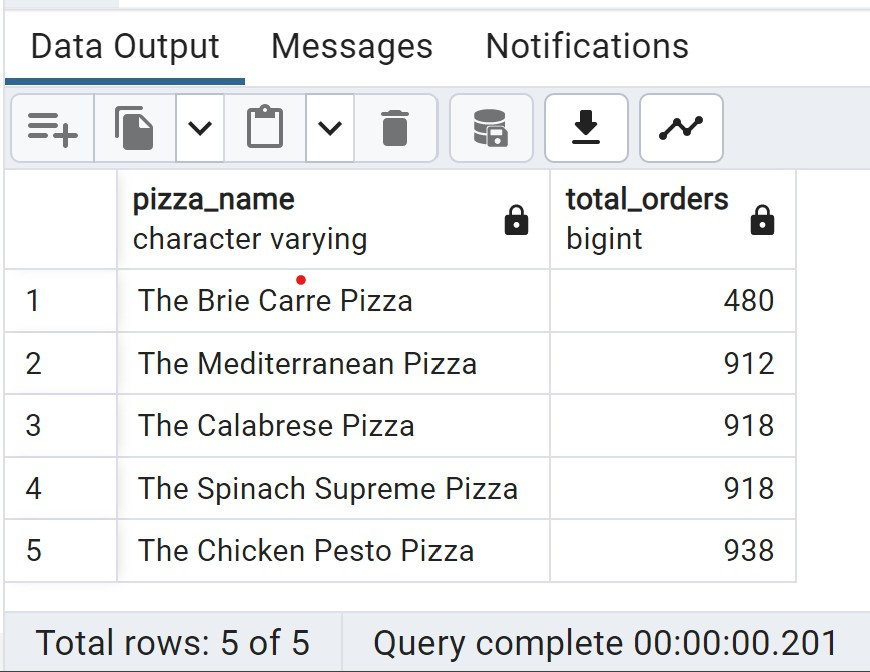 Data Output Messages Notifications
pizza_name total_orders
character varying bigint
1 The Brie Carre Pizza 480
2 The Mediterranean Pizza 912
3 The Calabrese Pizza 918
4 The Spinach Supreme Pizza 918
5 The Chicken Pesto Pizza 938
Total rows: 5 of 5 Query complete 00:00:00.201